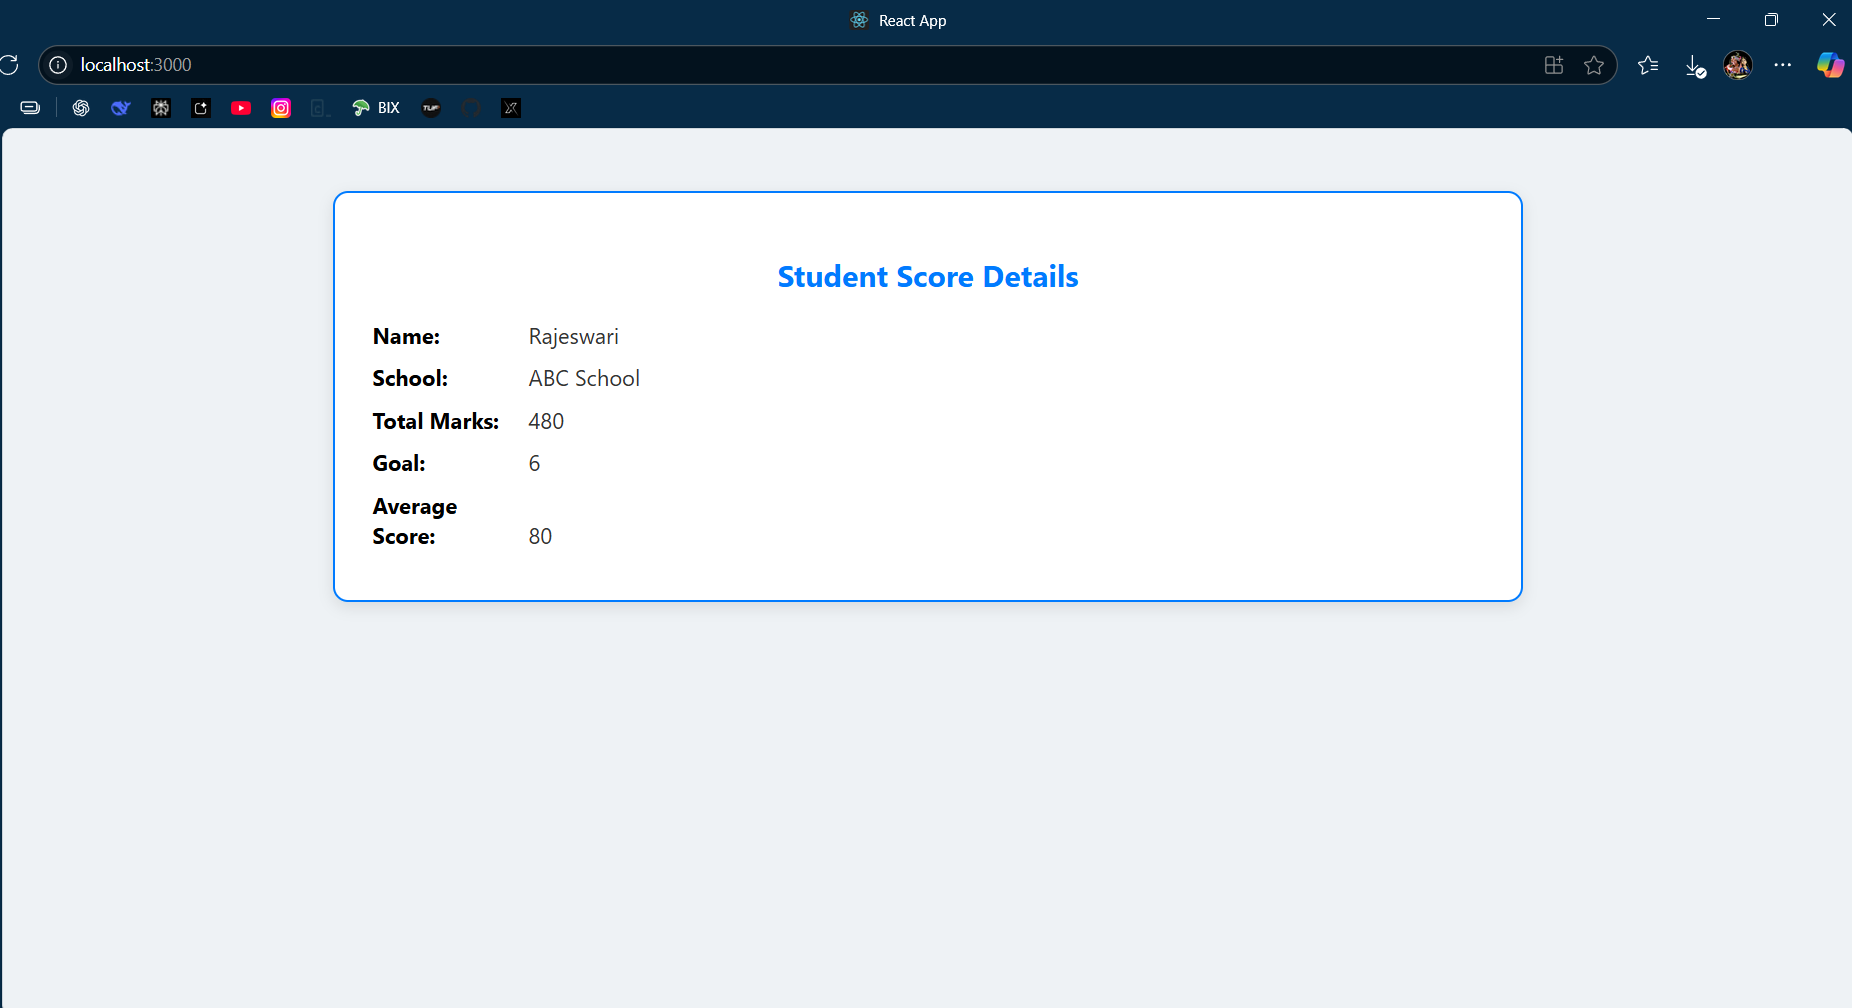 React App
localhost:3000
BIX
TUF
Student Score Details
Name: Rajeswari
School: ABC School
Total Marks: 480
Goal: 6
Average
Score: 80